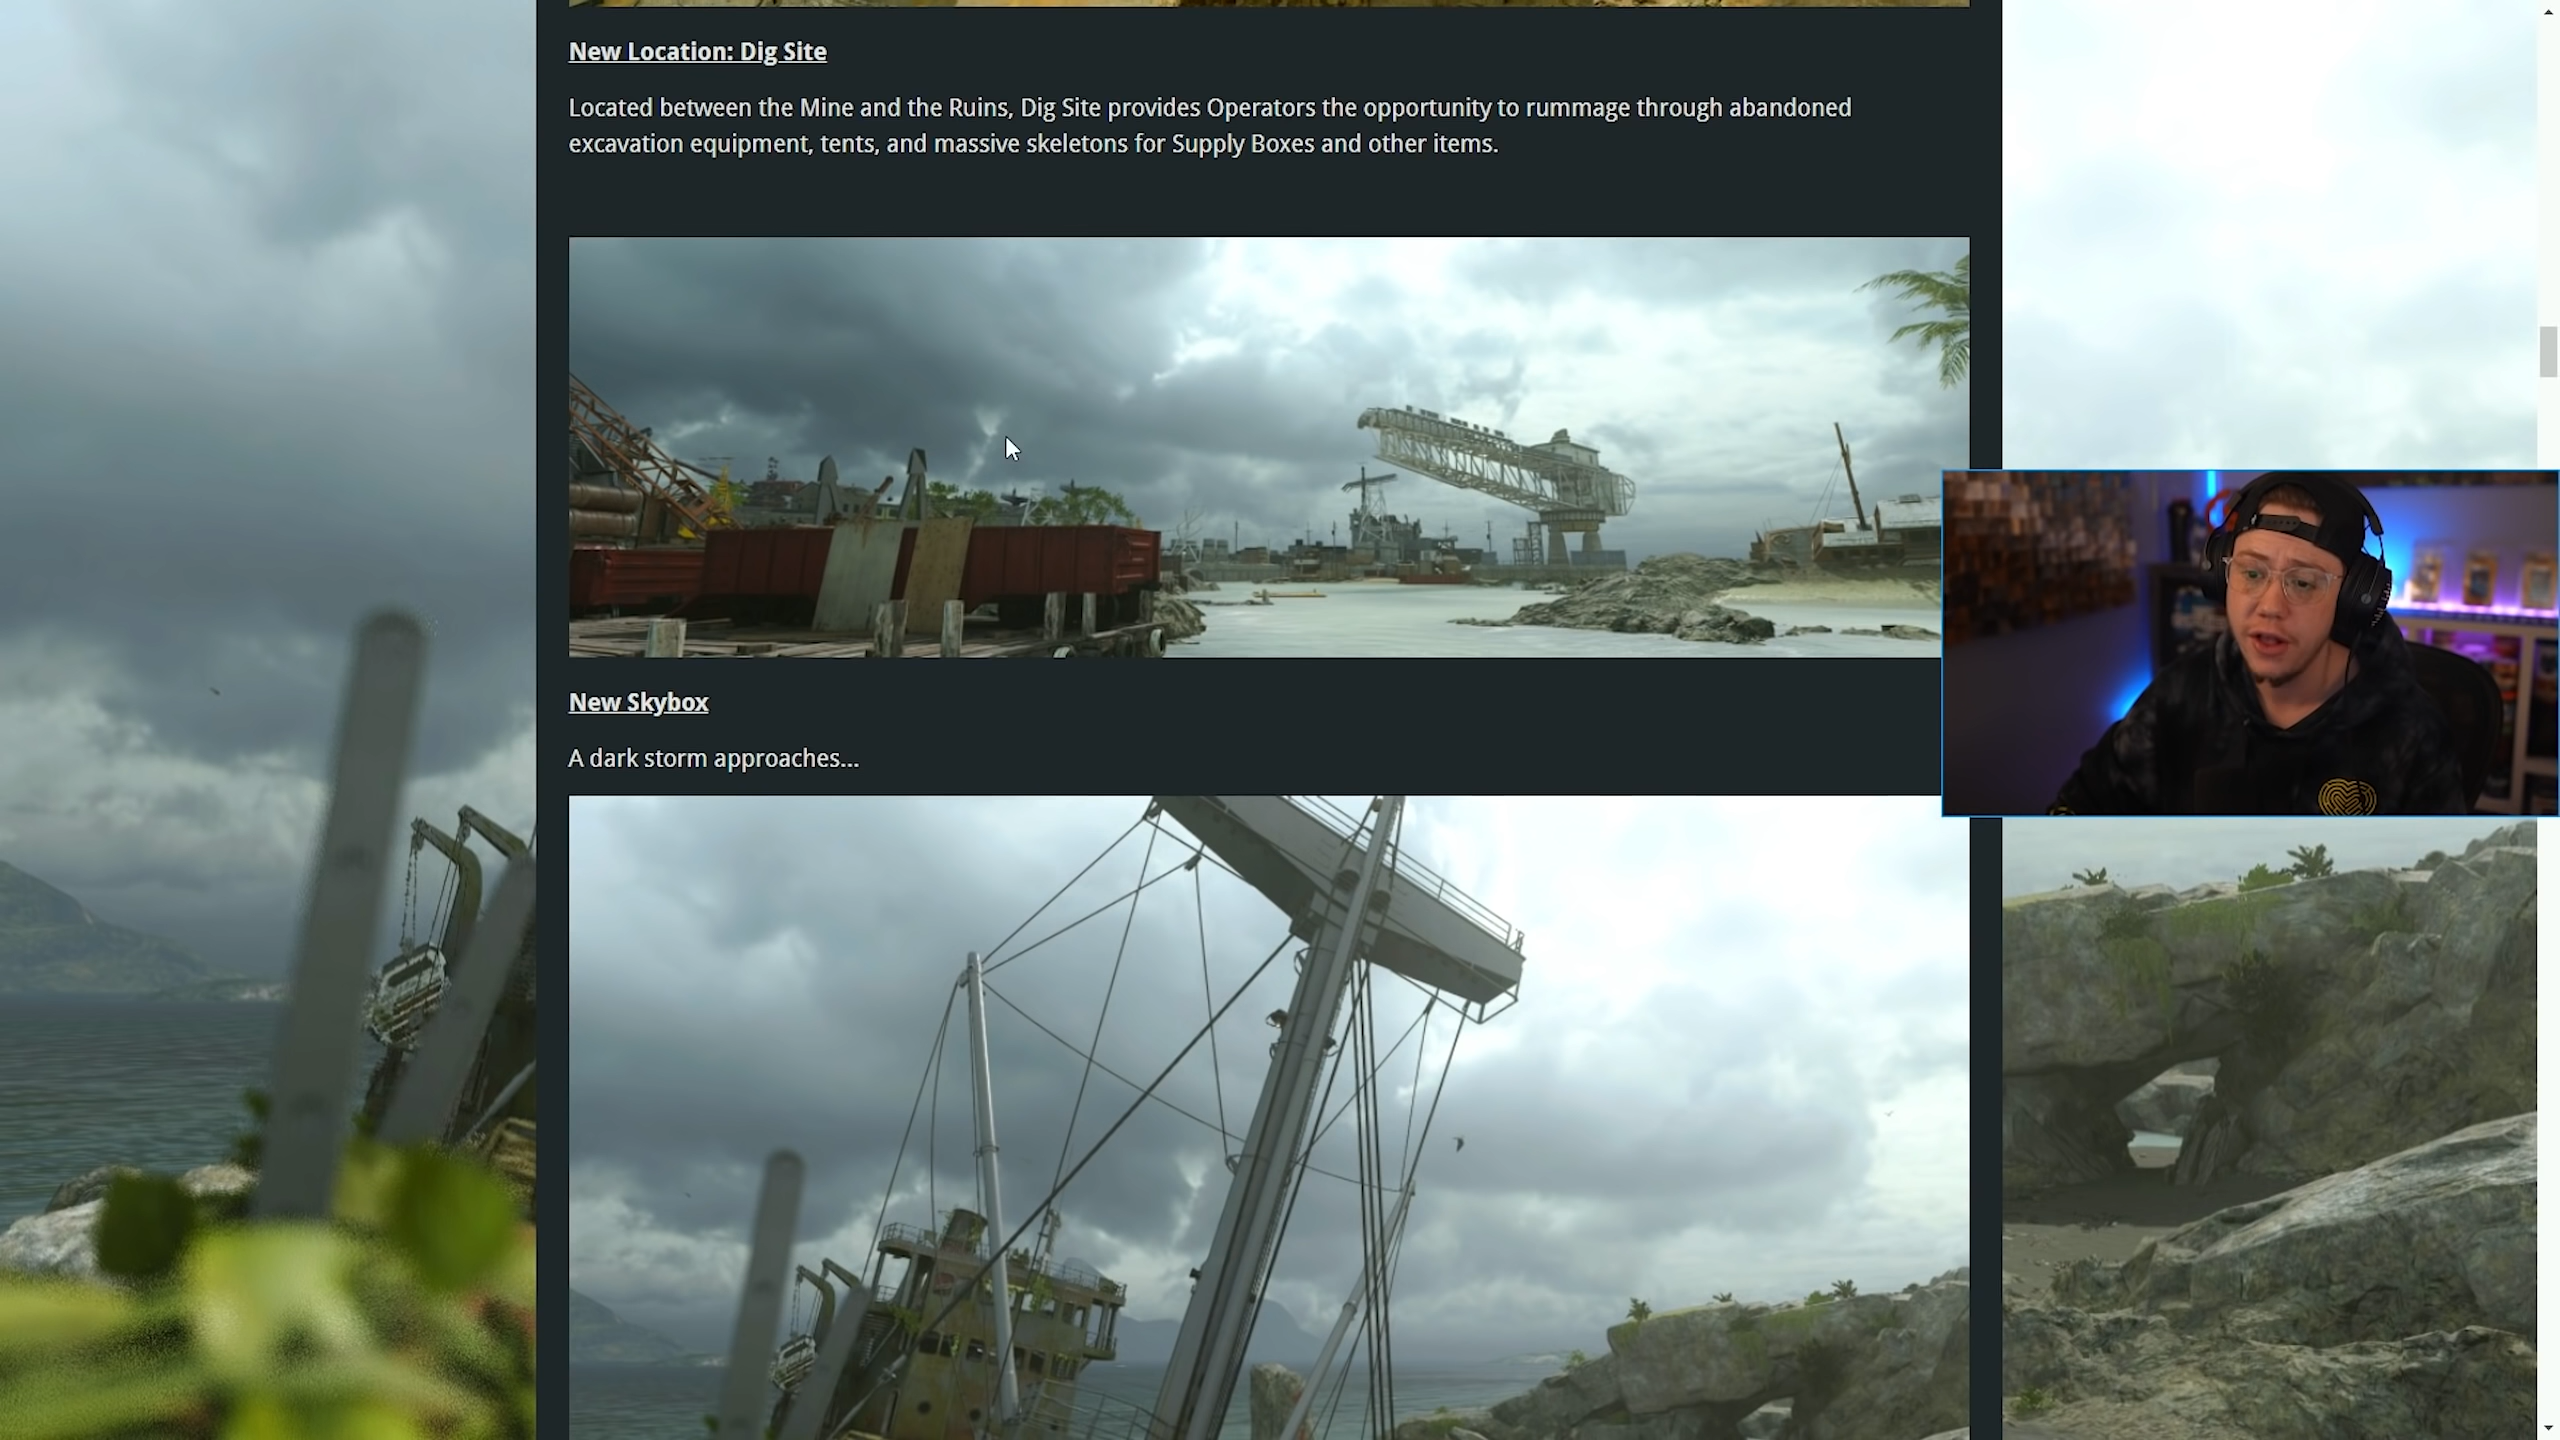 New Location: Dig Site
Located between the Mine and the Ruins, Dig Site provides Operators the opportunity to rummage through abandoned
excavation equipment, tents, and massive skeletons for Supply Boxes and other items.
New Skybox
A dark storm approaches...